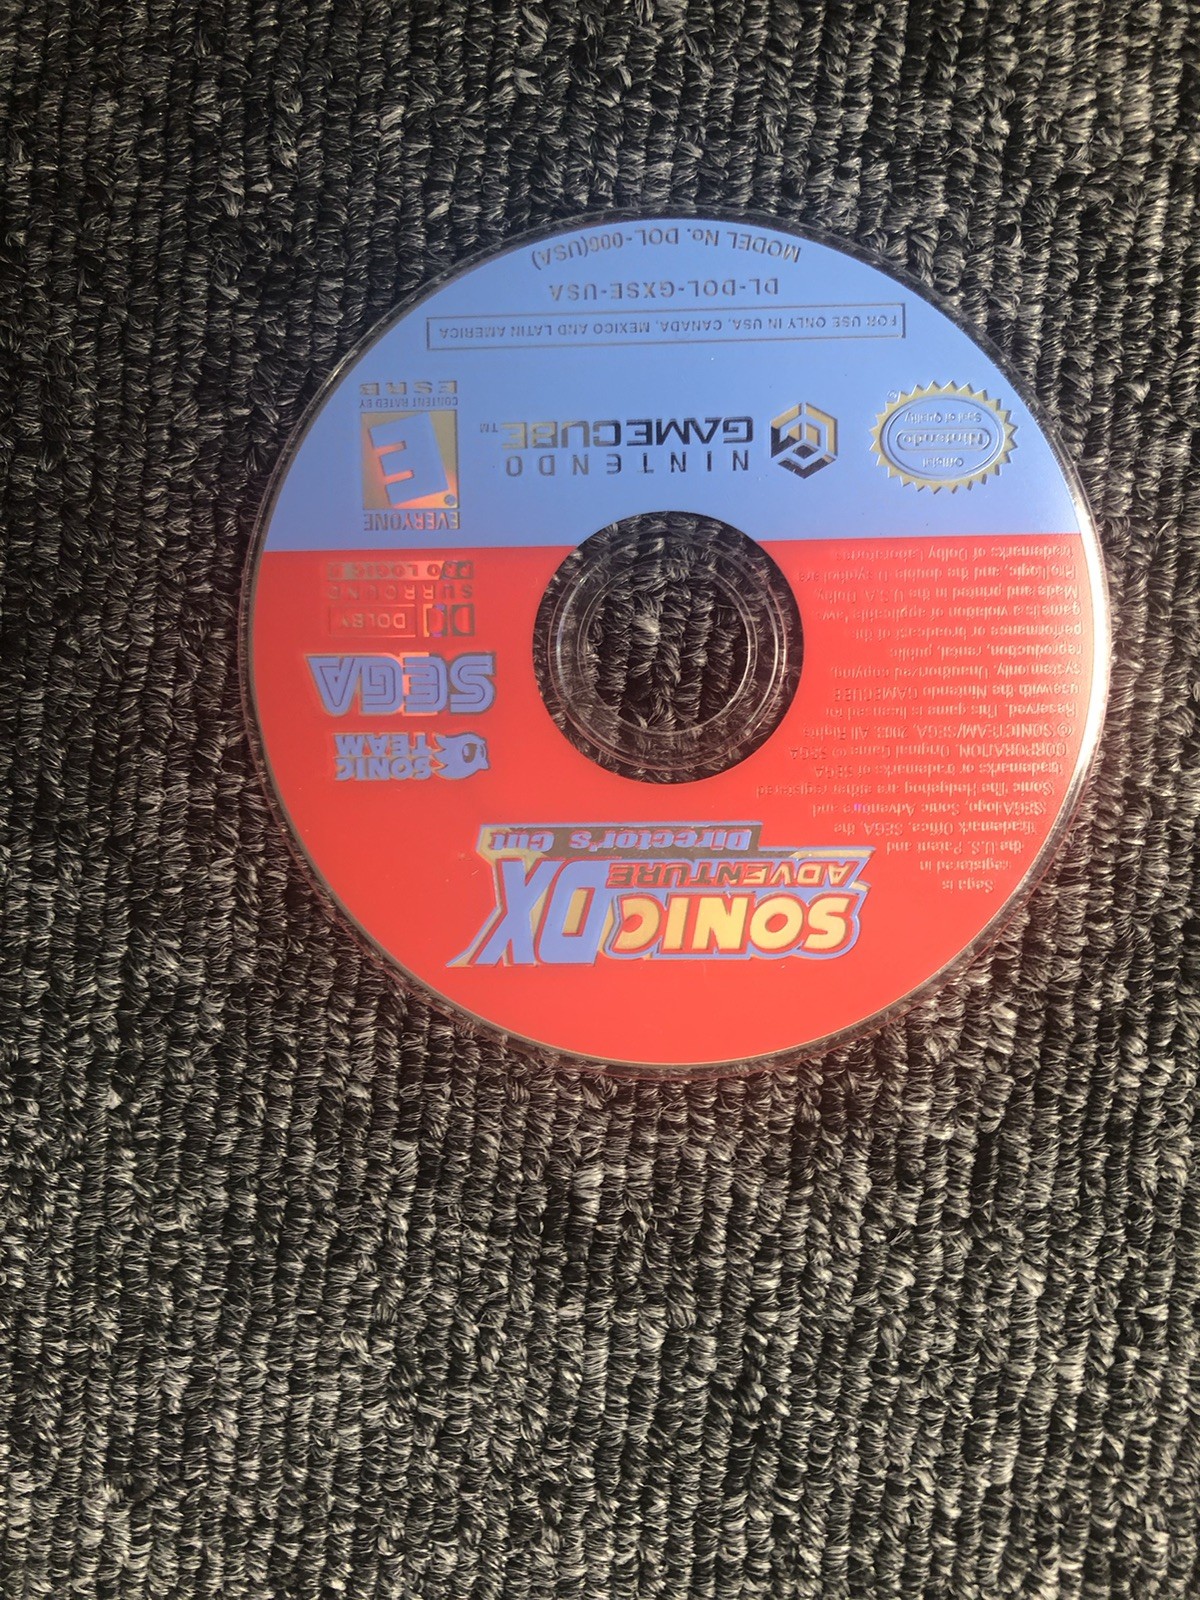 SONIC
ADVENTURE
DX
Director's Cut
Sega is
registered in
the U.S. Patent and
Trademark Office. SEGA, the
SEGA logo, Sonic Adventure and
Sonic The Hedgehog are either registered
trademarks or trademarks of SEGA
CORPORATION. Original Game © SEGA
© SONICTEAM/SEGA, 2003. All Rights
Reserved. This game is licensed for
use with the Nintendo GAMECUBE
system only. Unauthorized copying,
reproduction, rental, public
performance or broadcast of this
game is a violation of applicable laws.
Made and printed in the U.S.A. Dolby,
Pro Logic, and the double-D symbol are
trademarks of Dolby Laboratories.
SONIC
TEAM
SEGA
DOLBY
SURROUND
PRO LOGIC II
EVERYONE
E
CONTENT RATED BY
ESRB
NINTENDO
GAMECUBE™
Official
Nintendo
Seal of Quality
FOR USE ONLY IN USA, CANADA, MEXICO AND LATIN AMERICA
DL-DOL-GXSE-USA
MODEL No. DOL-006(USA)